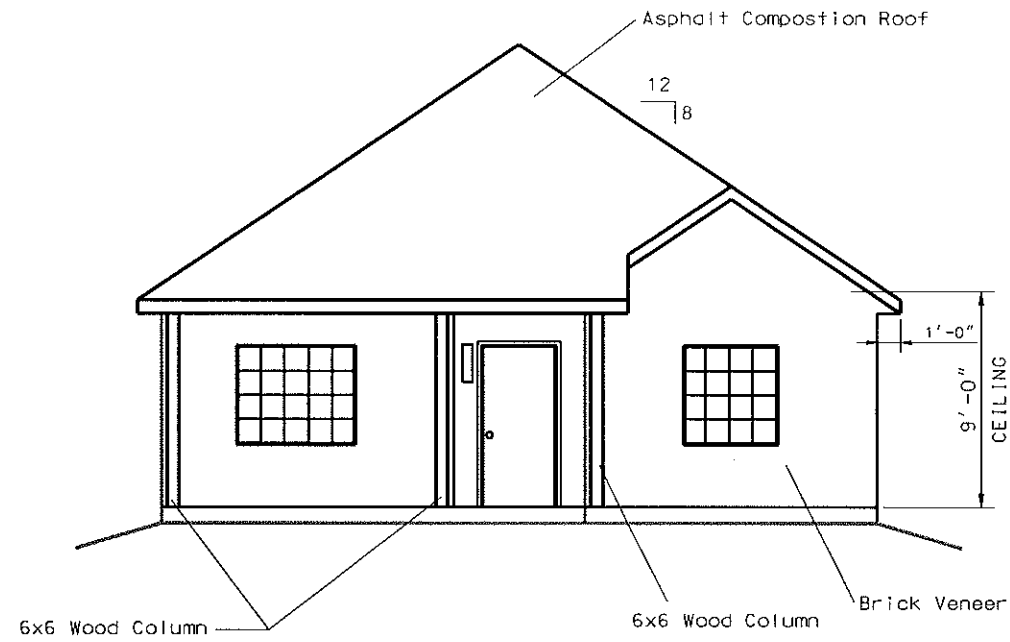 Asphalt Compostion Roof
12
8
1'-0"
9'-0"
CEILING
Brick Veneer
6x6 Wood Column
6x6 Wood Column